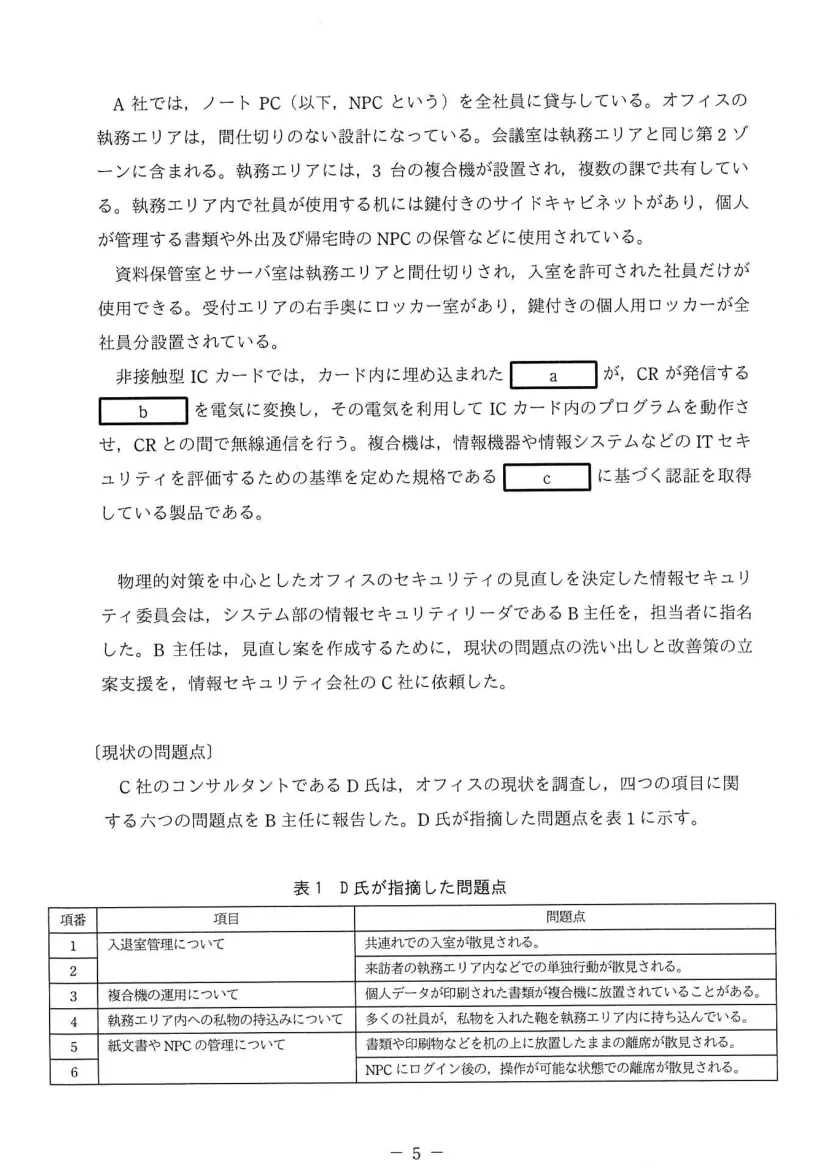 A 社では，ノート PC（以下，NPC という）を全社員に貸与している。オフィスの
執務エリアは，間仕切りのない設計になっている。会議室は執務エリアと同じ第 2 ゾ
ーンに含まれる。執務エリアには，3 台の複合機が設置され，複数の課で共有してい
る。執務エリア内で社員が使用する机には鍵付きのサイドキャビネットがあり，個人
が管理する書類や外出及び帰宅時の NPC の保管などに使用されている。
資料保管室とサーバ室は執務エリアと間仕切りされ，入室を許可された社員だけが
使用できる。受付エリアの右手奥にロッカー室があり，鍵付きの個人用ロッカーが全
社員分設置されている。
非接触型 IC カードでは，カード内に埋め込まれた a が，CR が発信する
b を電気に変換し，その電気を利用して IC カード内のプログラムを動作さ
せ，CR との間で無線通信を行う。複合機は，情報機器や情報システムなどの IT セキ
ュリティを評価するための基準を定めた規格である c に基づく認証を取得
している製品である。
物理的対策を中心としたオフィスのセキュリティの見直しを決定した情報セキュリ
ティ委員会は，システム部の情報セキュリティリーダである B 主任を，担当者に指名
した。B 主任は，見直し案を作成するために，現状の問題点の洗い出しと改善策の立
案支援を，情報セキュリティ会社の C 社に依頼した。
〔現状の問題点〕
C 社のコンサルタントである D 氏は，オフィスの現状を調査し，四つの項目に関
する六つの問題点を B 主任に報告した。D 氏が指摘した問題点を表 1 に示す。
表 1 D 氏が指摘した問題点
項番 項目 問題点
1 入退室管理について 共連れでの入室が散見される。
2 来訪者の執務エリア内などでの単独行動が散見される。
3 複合機の運用について 個人データが印刷された書類が複合機に放置されていることがある。
4 執務エリア内への私物の持込みについて 多くの社員が，私物を入れた鞄を執務エリア内に持ち込んでいる。
5 紙文書や NPC の管理について 書類や印刷物などを机の上に放置したままの離席が散見される。
6 NPC にログイン後の，操作が可能な状態での離席が散見される。
－ 5 －